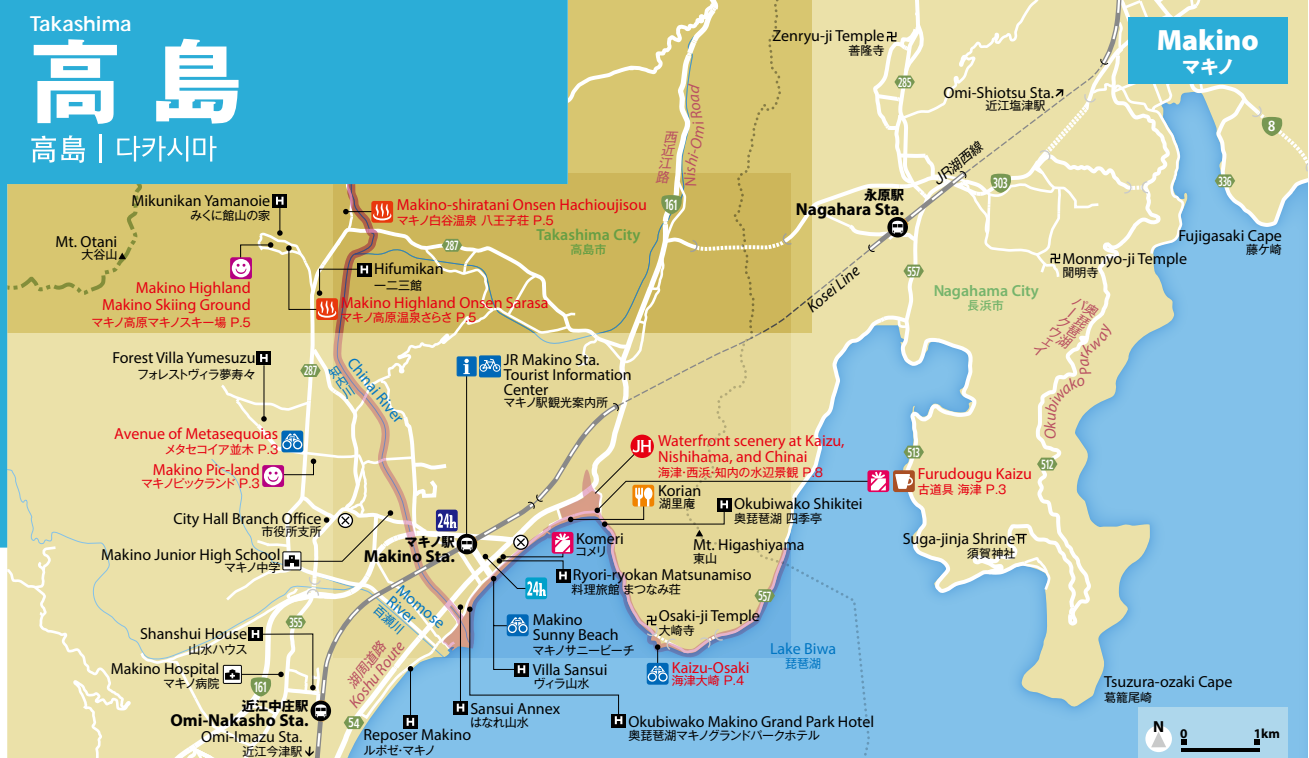 Takashima
高島
高島 | 다카시마
Makino
マキノ
Zenryu-ji Temple
善隆寺
285
Omi-Shiotsu Sta.↗
近江塩津駅
8
西近江路
Nishi-Omi Road
JR湖西線
303
336
永原駅
Nagahara Sta.
161
Mikunikan Yamanoie H
みくに館山の家
Makino-shiratani Onsen Hachioujisou
マキノ白谷温泉 八王子荘 P.5
Takashima City
高島市
287
Mt. Otani
大谷山
Fujigasaki Cape
藤ケ崎
Monmyo-ji Temple
聞明寺
H Hifumikan
一二三館
557
Kosei Line
Makino Highland
Makino Skiing Ground
マキノ高原マキノスキー場 P.5
Makino Highland Onsen Sarasa
マキノ高原温泉さらさ P.5
Nagahama City
長浜市
奥琵琶湖パークウェイ
Okubiwako Parkway
Forest Villa Yumesuzu H
フォレストヴィラ夢寿々
287
Chinai River
知内川
i
JR Makino Sta.
Tourist Information
Center
マキノ駅観光案内所
Avenue of Metasequoias
メタセコイア並木 P.3
Makino Pic-land
マキノピックランド P.3
JH
Waterfront scenery at Kaizu,
Nishihama, and Chinai
海津・西浜・知内の水辺景観 P.8
513
512
Furudougu Kaizu
古道具 海津 P.3
Korian
湖里庵
H Okubiwako Shikitei
奥琵琶湖 四季亭
City Hall Branch Office
市役所支所
24h
マキノ駅
Makino Sta.
Komeri
コメリ
Mt. Higashiyama
東山
Suga-jinja Shrine
須賀神社
Makino Junior High School
マキノ中学
H Ryori-ryokan Matsunamiso
料理旅館 まつなみ荘
24h
557
Momose
River
百瀬川
355
Makino
Sunny Beach
マキノサニービーチ
Osaki-ji Temple
大崎寺
Shanshui House H
山水ハウス
Lake Biwa
琵琶湖
湖周道路
Koshu Route
Makino Hospital
マキノ病院
H Villa Sansui
ヴィラ山水
Kaizu-Osaki
海津大崎 P.4
161
Tsuzura-ozaki Cape
葛籠尾崎
近江中庄駅
Omi-Nakasho Sta.
Omi-Imazu Sta.
近江今津駅↓
54
H
Reposer Makino
ルポゼ・マキノ
H Sansui Annex
はなれ山水
H Okubiwako Makino Grand Park Hotel
奥琵琶湖マキノグランドパークホテル
N
0 1km